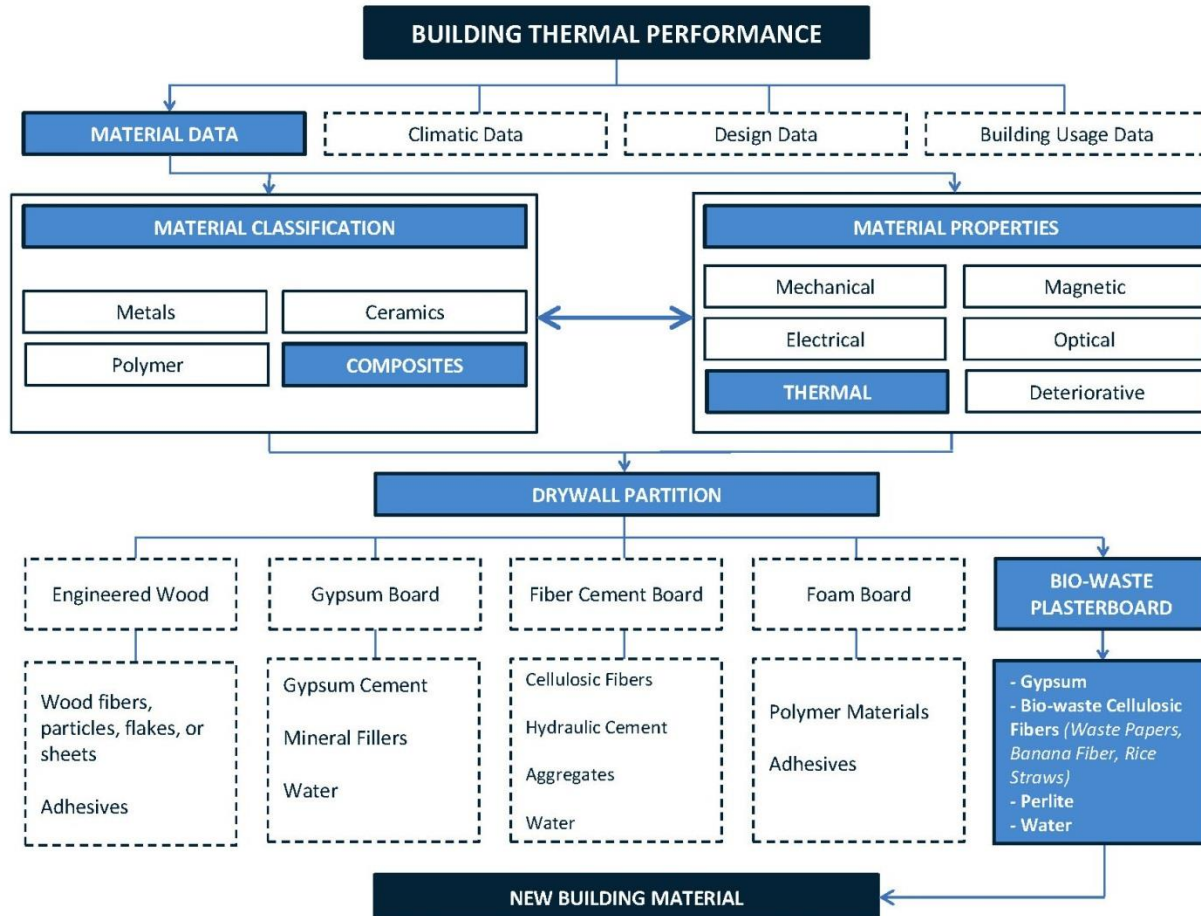 BUILDING THERMAL PERFORMANCE
MATERIAL DATA
Climatic Data
Design Data
Building Usage Data
MATERIAL CLASSIFICATION
Metals
Ceramics
Polymer
COMPOSITES
MATERIAL PROPERTIES
Mechanical
Magnetic
Electrical
Optical
THERMAL
Deteriorative
DRYWALL PARTITION
Engineered Wood
Gypsum Board
Fiber Cement Board
Foam Board
BIO-WASTE
PLASTERBOARD
Wood fibers,
particles, flakes, or
sheets
Adhesives
Gypsum Cement
Mineral Fillers
Water
Cellulosic Fibers
Hydraulic Cement
Aggregates
Water
Polymer Materials
Adhesives
- Gypsum
- Bio-waste Cellulosic
Fibers (Waste Papers,
Banana Fiber, Rice
Straws)
- Perlite
- Water
NEW BUILDING MATERIAL